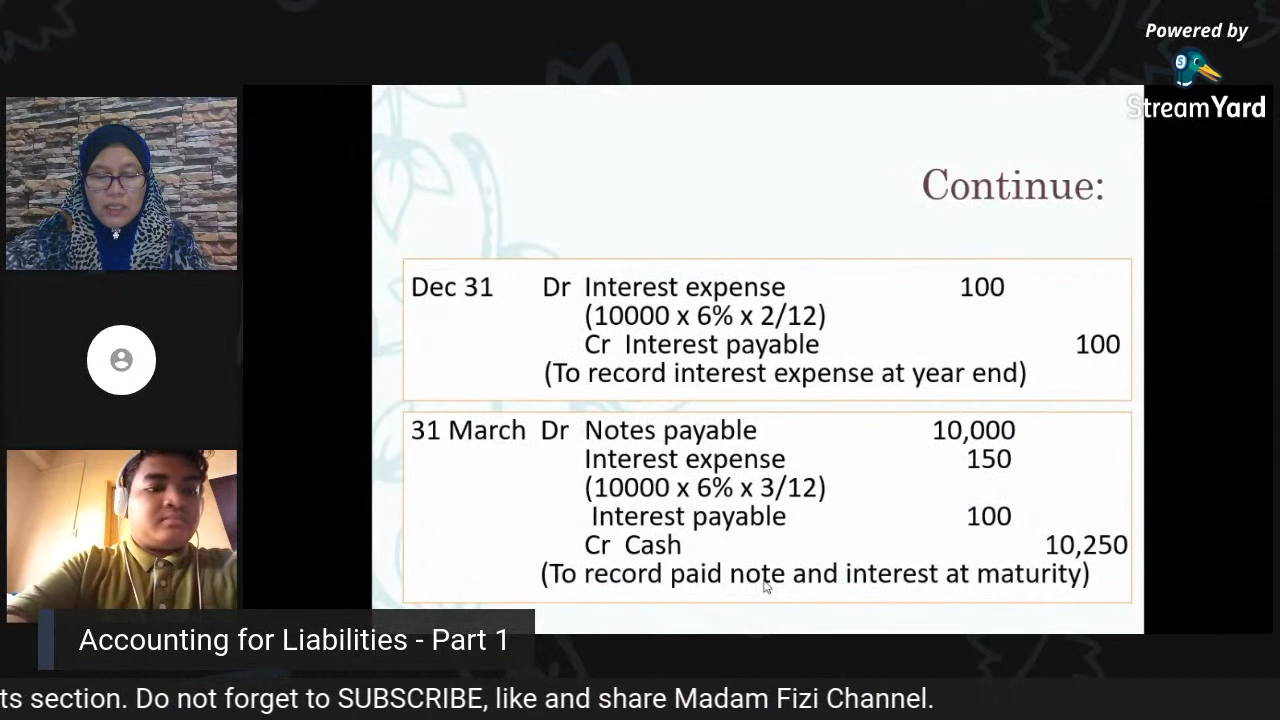 Powered by
StreamYard
Continue:
Dec 31 Dr Interest expense 100
(10000 x 6% x 2/12)
Cr Interest payable 100
(To record interest expense at year end)
31 March Dr Notes payable 10,000
Interest expense 150
(10000 x 6% x 3/12)
Interest payable 100
Cr Cash 10,250
(To record paid note and interest at maturity)
Accounting for Liabilities - Part 1
ts section. Do not forget to SUBSCRIBE, like and share Madam Fizi Channel.